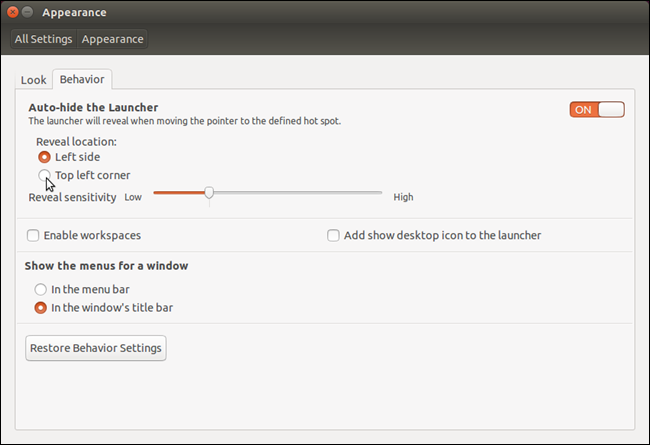 Appearance
All Settings Appearance
Look Behavior
Auto-hide the Launcher ON
The launcher will reveal when moving the pointer to the defined hot spot.
Reveal location:
Left side
Top left corner
Reveal sensitivity Low High
Enable workspaces Add show desktop icon to the launcher
Show the menus for a window
In the menu bar
In the window's title bar
Restore Behavior Settings